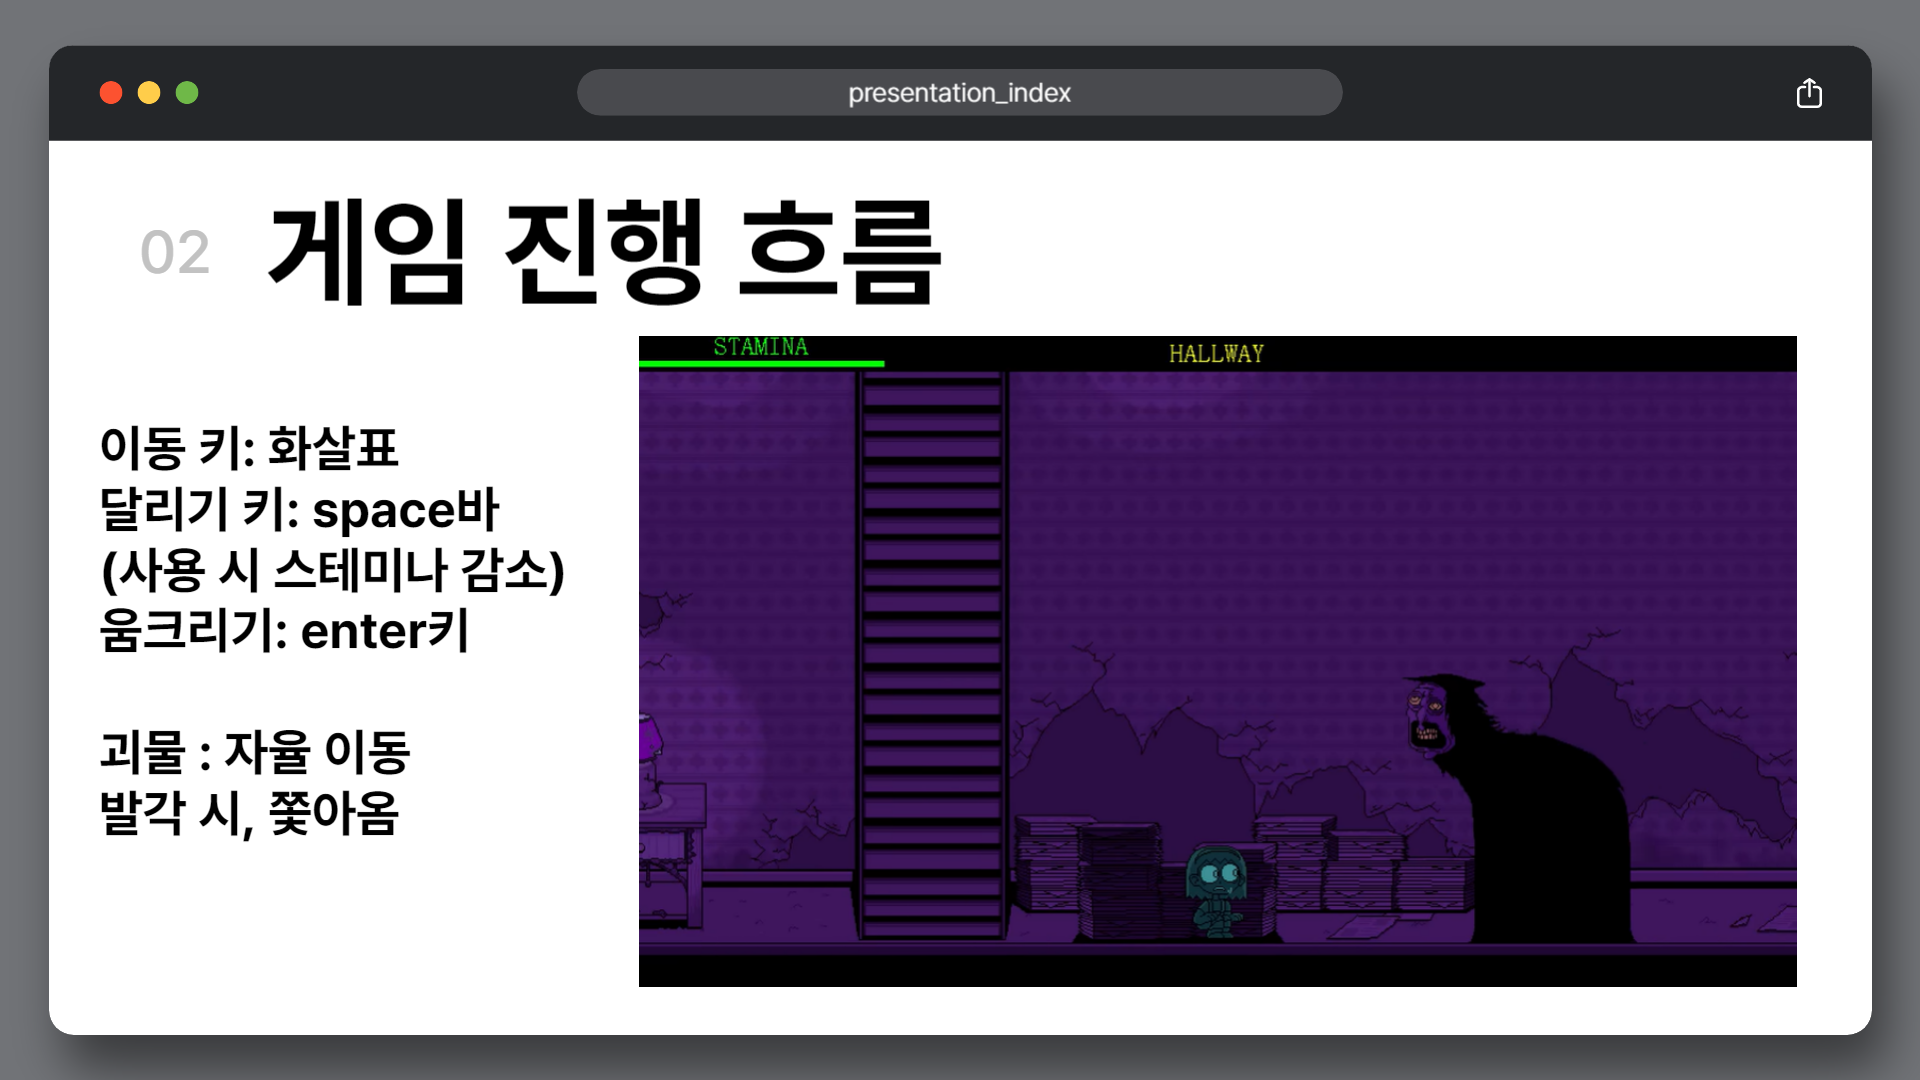 presentation_index
02 게임 진행 흐름
STAMINA
HALLWAY
이동 키: 화살표
달리기 키: space바
(사용 시 스테미나 감소)
움크리기: enter키
괴물 : 자율 이동
발각 시, 쫓아옴